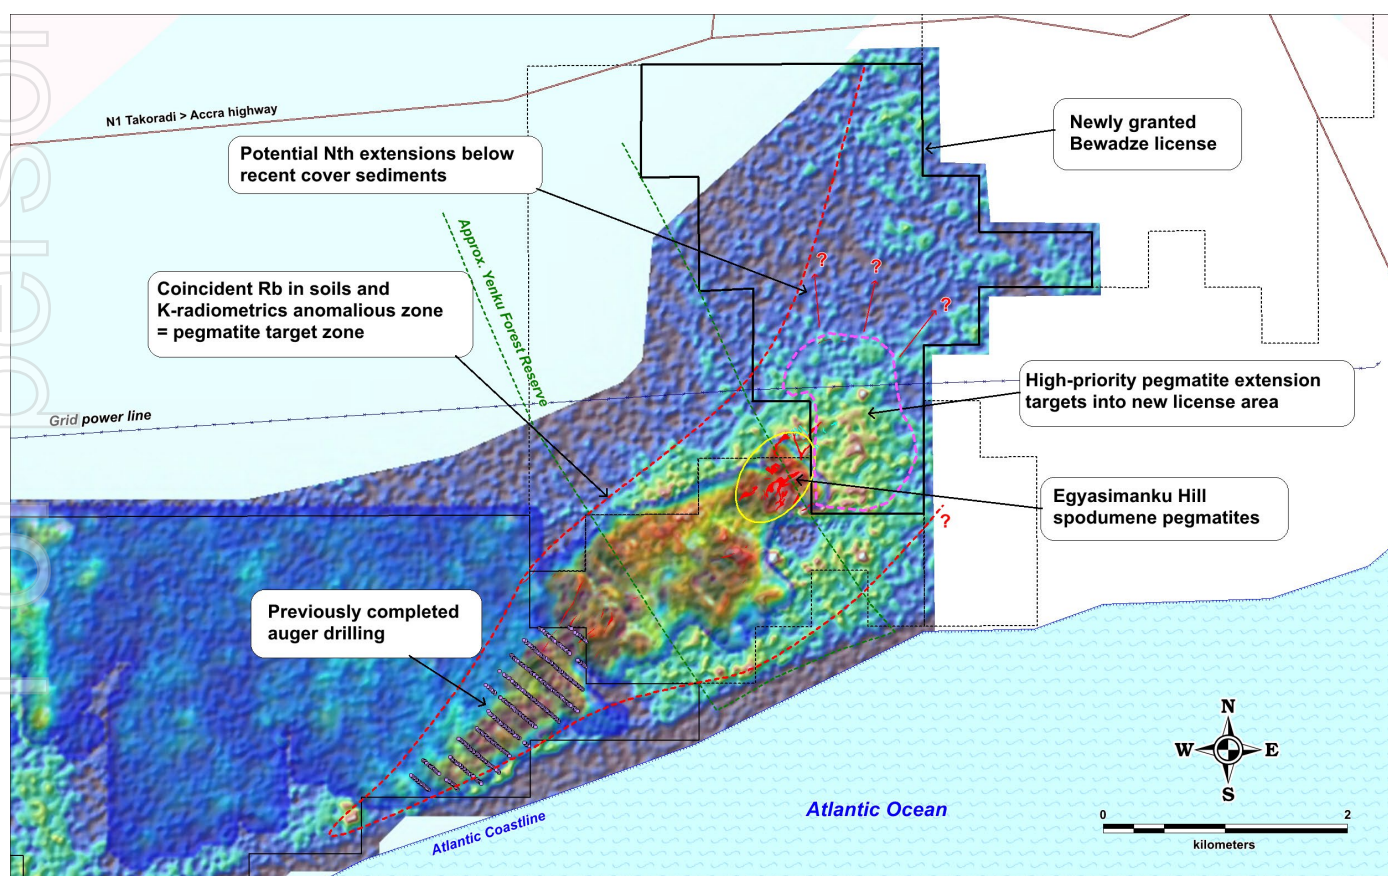 N1 Takoradi > Accra highway
Potential Nth extensions below
recent cover sediments
Newly granted
Bewadze license
Approx. Yenku Forest Reserve
Coincident Rb in soils and
K-radiometrics anomalious zone
= pegmatite target zone
?
?
?
Grid power line
High-priority pegmatite extension
targets into new license area
Egyasimanku Hill
spodumene pegmatites
?
Previously completed
auger drilling
N
W E
S
Atlantic Ocean
Atlantic Coastline
0 2
kilometers